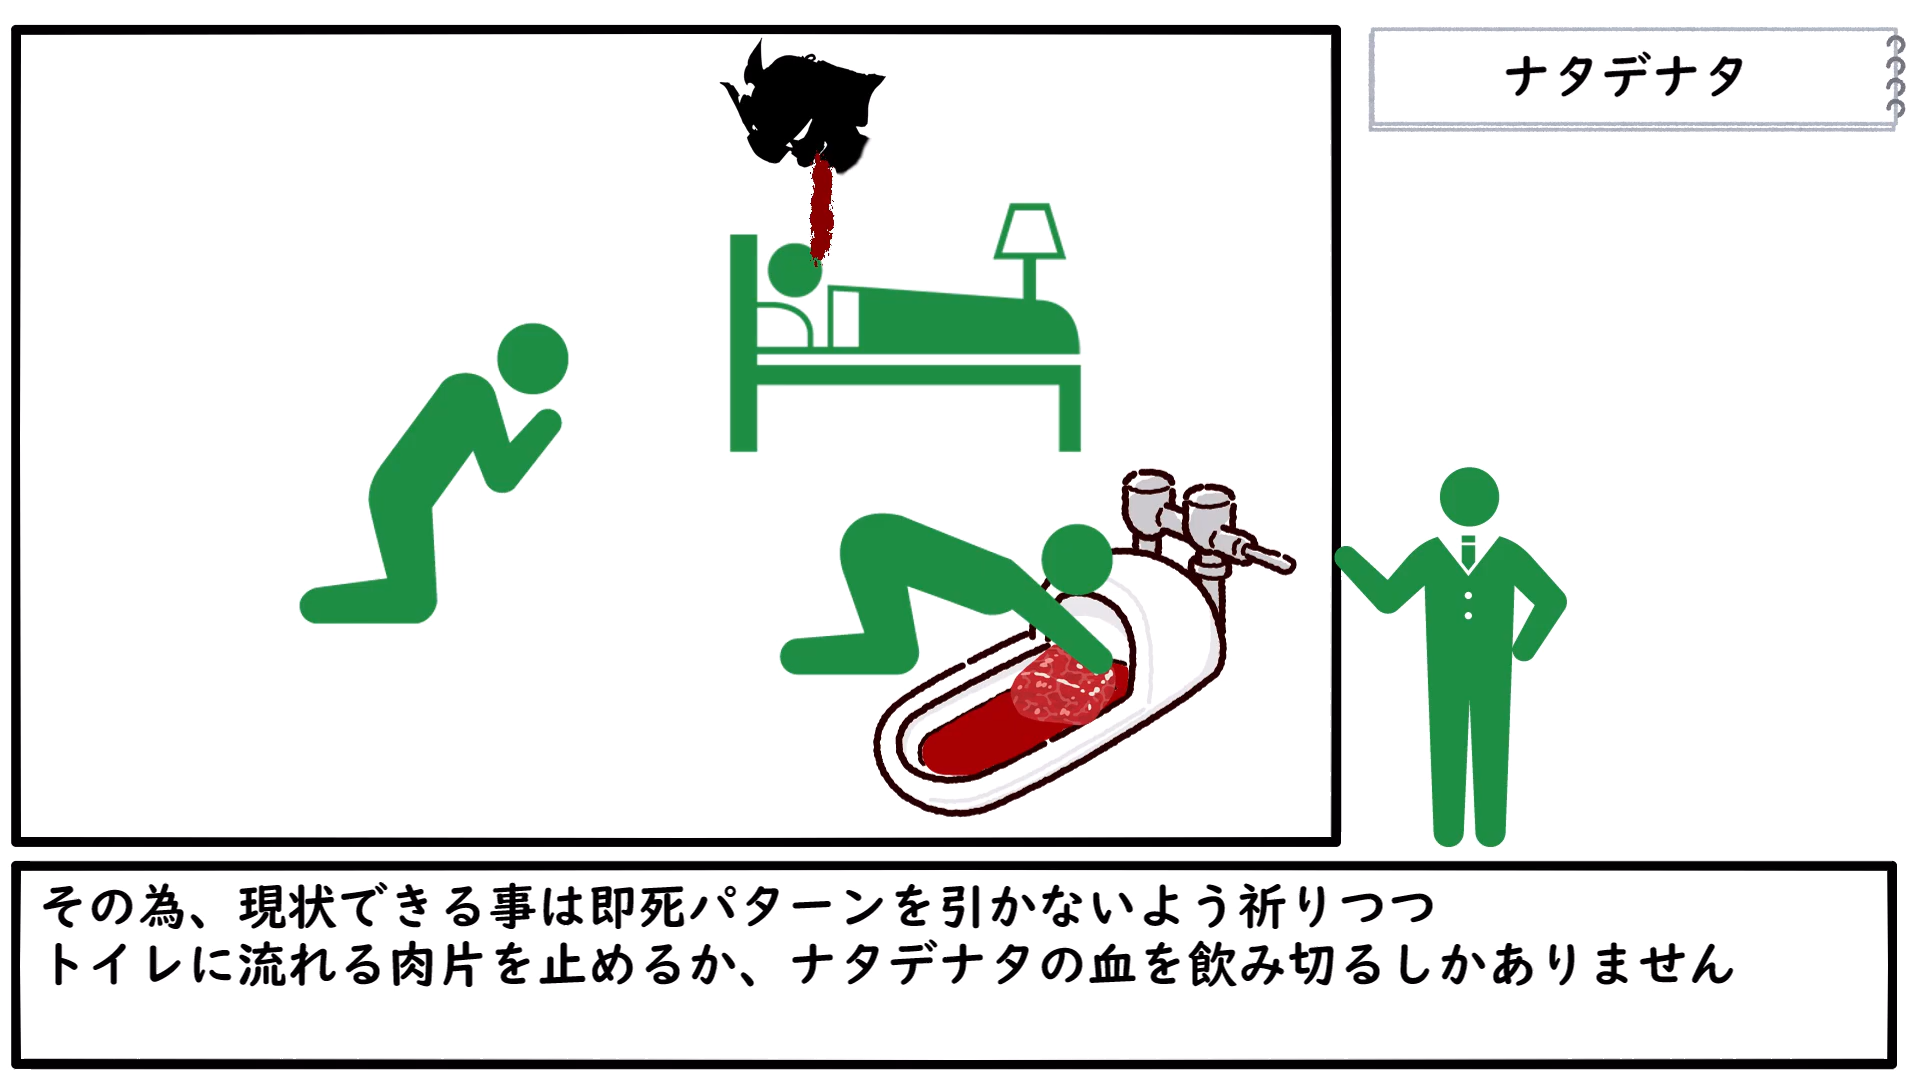 ナタデナタ
その為、現状できる事は即死パターンを引かないよう祈りつつ
トイレに流れる肉片を止めるか、ナタデナタの血を飲み切るしかありません